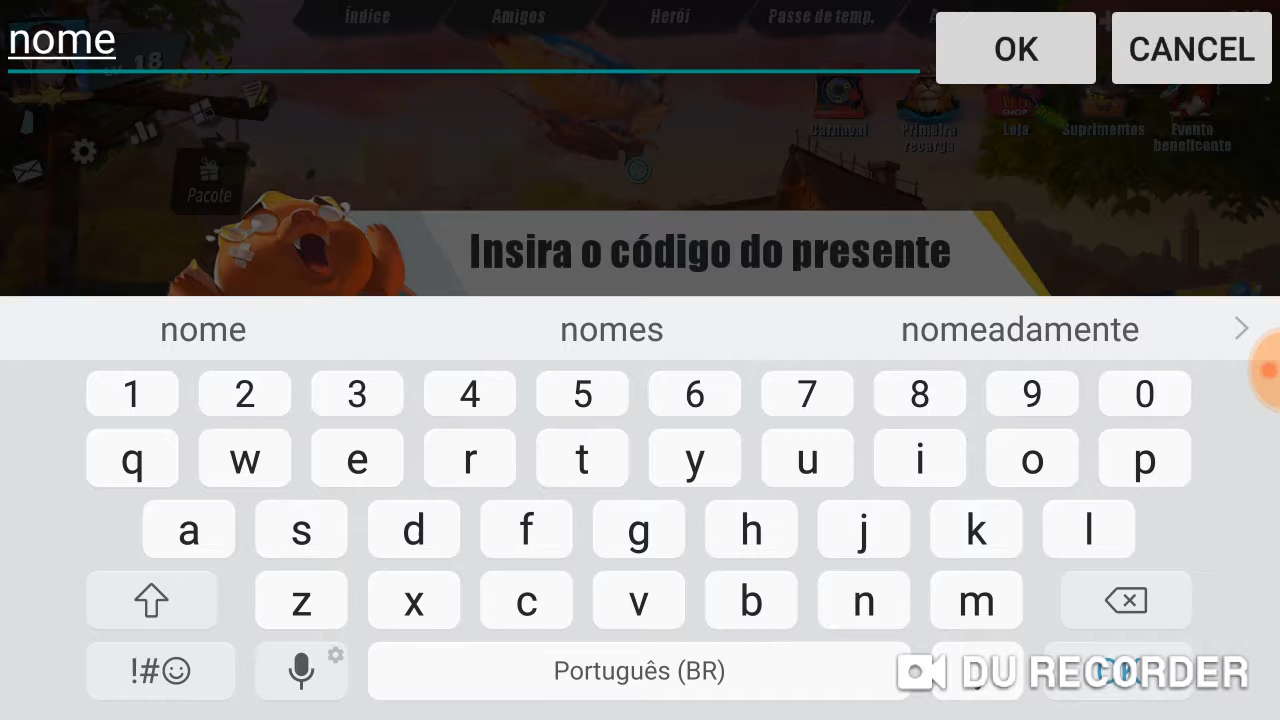 Índice Amigos Herói Passe de temp.
nome
OK CANCEL
18
Carnaval Primeira recarga Loja Suprimentos Evento beneficente
Pacote
Insira o código do presente
nome nomes nomeadamente
1 2 3 4 5 6 7 8 9 0
q w e r t y u i o p
a s d f g h j k l
z x c v b n m
!# Português (BR) OK
DU RECORDER